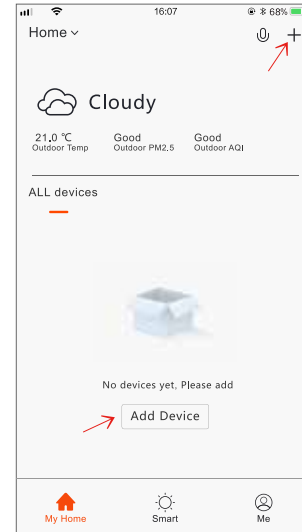 16:07 68%
Home
Cloudy
21.0 ℃ Good Good
Outdoor Temp Outdoor PM2.5 Outdoor AQI
ALL devices
No devices yet, Please add
Add Device
My Home Smart Me